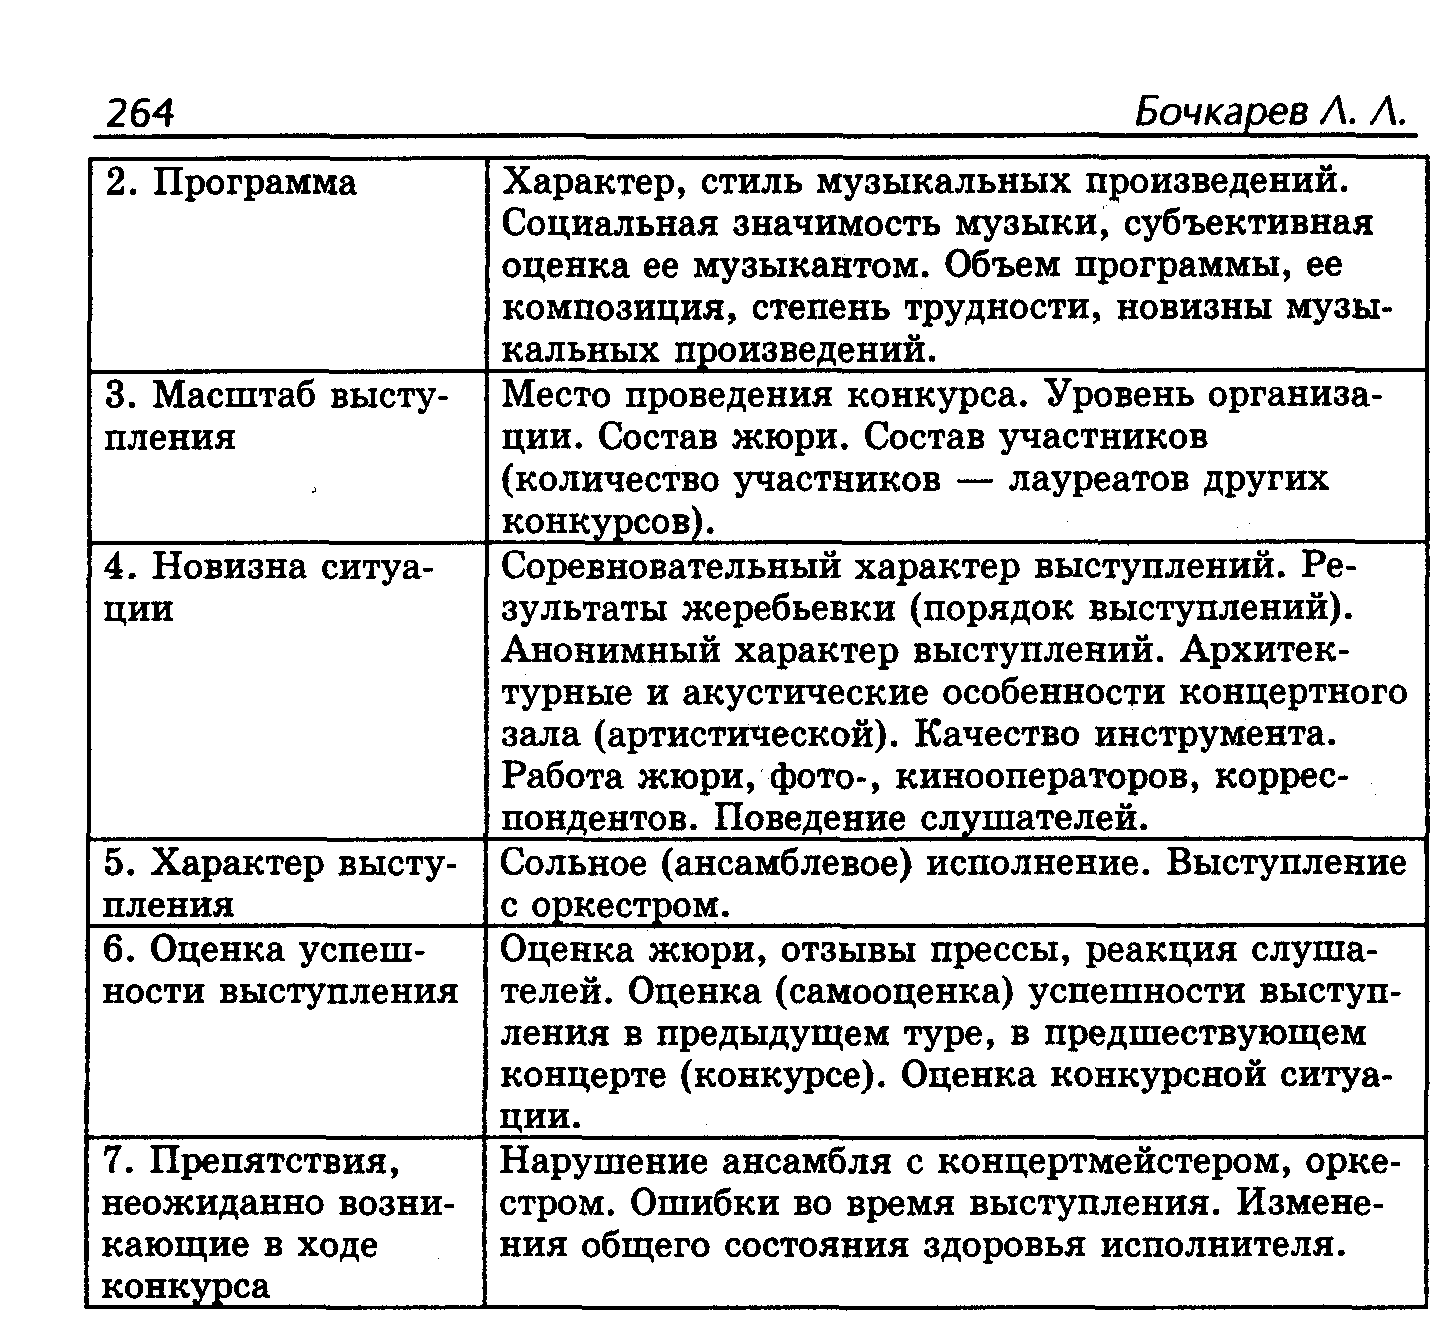 264
Бочкарев Л. Л.
2. Программа
Характер, стиль музыкальных произведений.
Социальная значимость музыки, субъективная
оценка ее музыкантом. Объем программы, ее
композиция, степень трудности, новизны музы-
кальных произведений.
3. Масштаб высту-
пления
Место проведения конкурса. Уровень организа-
ции. Состав жюри. Состав участников
(количество участников — лауреатов других
конкурсов).
4. Новизна ситуа-
ции
Соревновательный характер выступлений. Ре-
зультаты жеребьевки (порядок выступлений).
Анонимный характер выступлений. Архитек-
турные и акустические особенности концертного
зала (артистической). Качество инструмента.
Работа жюри, фото-, кинооператоров, коррес-
пондентов. Поведение слушателей.
5. Характер высту-
пления
Сольное (ансамблевое) исполнение. Выступление
с оркестром.
6. Оценка успеш-
ности выступления
Оценка жюри, отзывы прессы, реакция слуша-
телей. Оценка (самооценка) успешности выступ-
ления в предыдущем туре, в предшествующем
концерте (конкурсе). Оценка конкурсной ситуа-
ции.
7. Препятствия,
неожиданно возни-
кающие в ходе
конкурса
Нарушение ансамбля с концертмейстером, орке-
стром. Ошибки во время выступления. Измене-
ния общего состояния здоровья исполнителя.